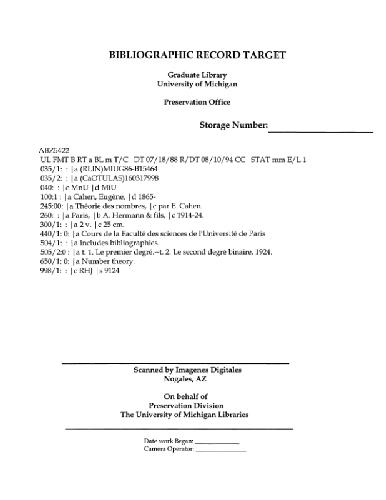 BIBLIOGRAPHIC RECORD TARGET
Graduate Library
University of Michigan
Preservation Office
Storage Number:
ABZ5422
UL FMT B RT a BL m T/C DT 07/18/88 R/DT 08/10/94 CC STAT mm E/L 1
035/1: : |a (RLIN)MIUG86-B15464
035/2: : |a (CaOTULAS)160317998
040: : |c MnU |d MiU
100:1 : |a Cahen, Eugène, |d 1865-
245:00: |a Théorie des nombres, |c par E. Cahen.
260: : |a Paris, |b A. Hermann & fils, |c 1914-24.
300/1: : |a 2 v. |c 25 cm.
440/1: 0: |a Cours de la Faculté des sciences de l'Université de Paris
504/1: : |a Includes bibliographies.
505/2:0 : |a t. 1. Le premier degré.--t. 2. Le second degré binaire. 1924.
650/1: 0: |a Number theory
998/1: : |c RHJ |s 9124
Scanned by Imagenes Digitales
Nogales, AZ
On behalf of
Preservation Division
The University of Michigan Libraries
Date work Began:
Camera Operator: